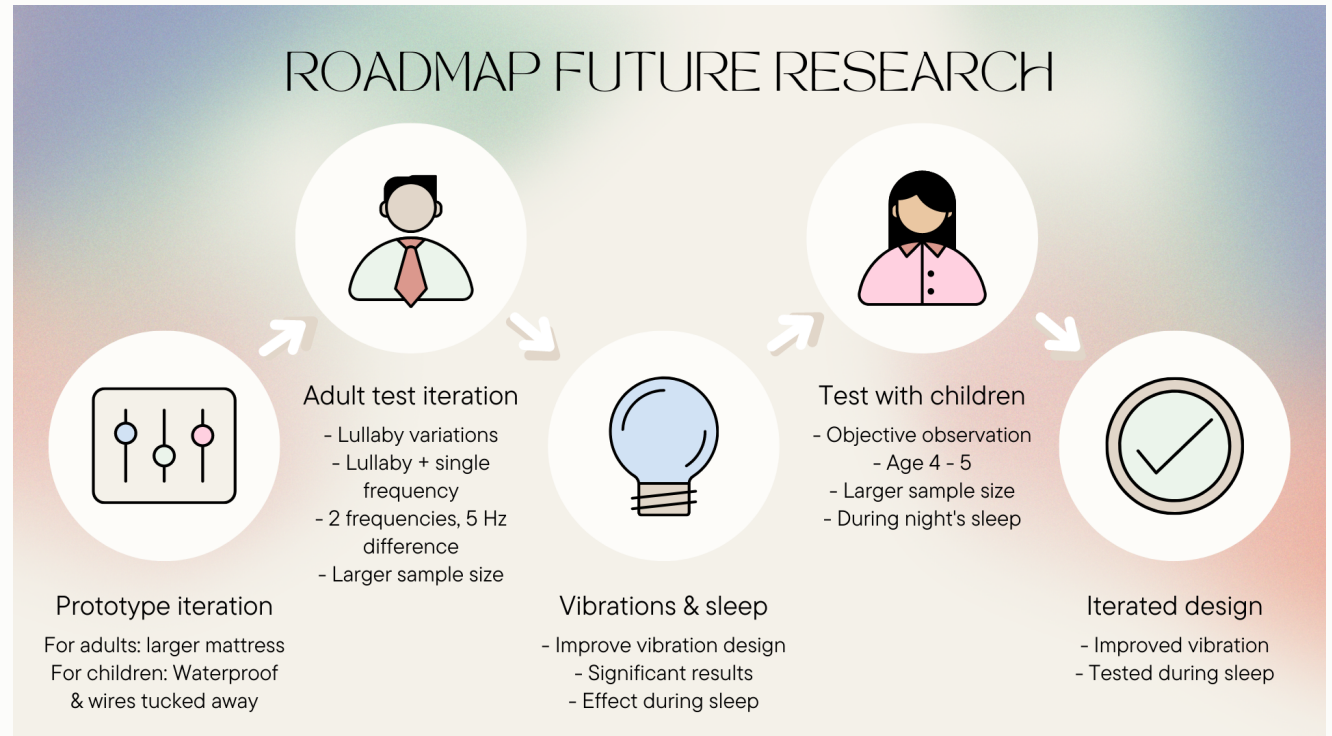 ROADMAP FUTURE RESEARCH
Prototype iteration
For adults: larger mattress
For children: Waterproof
& wires tucked away
Adult test iteration
- Lullaby variations
- Lullaby + single
frequency
- 2 frequencies, 5 Hz
difference
- Larger sample size
Vibrations & sleep
- Improve vibration design
- Significant results
- Effect during sleep
Test with children
- Objective observation
- Age 4 - 5
- Larger sample size
- During night's sleep
Iterated design
- Improved vibration
- Tested during sleep